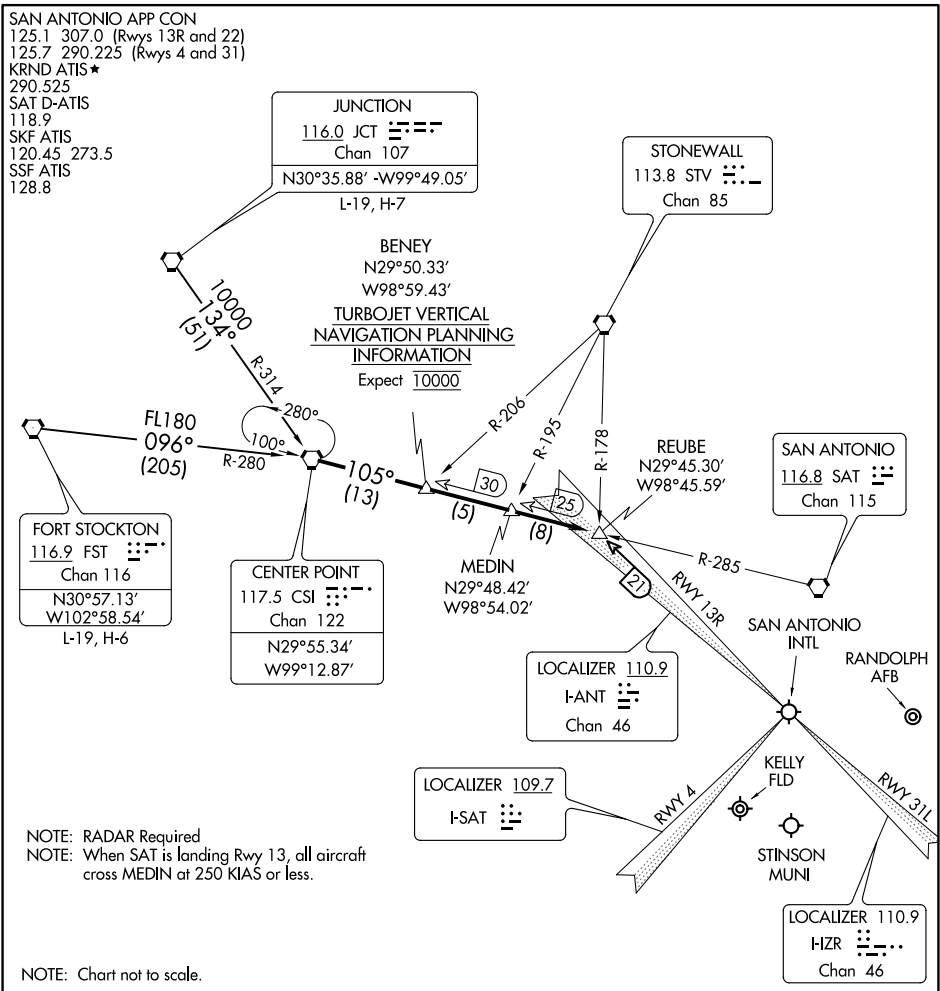 SAN ANTONIO APP CON
125.1 307.0 (Rwys 13R and 22)
125.7 290.225 (Rwys 4 and 31)
KRND ATIS★
290.525
SAT D-ATIS
118.9
SKF ATIS
120.45 273.5
SSF ATIS
128.8
JUNCTION
116.0 JCT
Chan 107
N30°35.88' -W99°49.05'
L-19, H-7
STONEWALL
113.8 STV
Chan 85
BENEY
N29°50.33'
W98°59.43'
TURBOJET VERTICAL
NAVIGATION PLANNING
INFORMATION
Expect 10000
10000
134°
(51)
R-314
FL180
096°
(205)
R-280
280°
100°
105°
(13)
R-206
R-195
R-178
30
(5)
25
(8)
REUBE
N29°45.30'
W98°45.59'
SAN ANTONIO
116.8 SAT
Chan 115
R-285
21
FORT STOCKTON
116.9 FST
Chan 116
N30°57.13'
W102°58.54'
L-19, H-6
CENTER POINT
117.5 CSI
Chan 122
N29°55.34'
W99°12.87'
MEDIN
N29°48.42'
W98°54.02'
RWY 13R
SAN ANTONIO
INTL
RANDOLPH
AFB
LOCALIZER 110.9
I-ANT
Chan 46
LOCALIZER 109.7
I-SAT
RWY 4
KELLY
FLD
RWY 31L
STINSON
MUNI
LOCALIZER 110.9
I-IZR
Chan 46
NOTE: RADAR Required
NOTE: When SAT is landing Rwy 13, all aircraft
cross MEDIN at 250 KIAS or less.
NOTE: Chart not to scale.